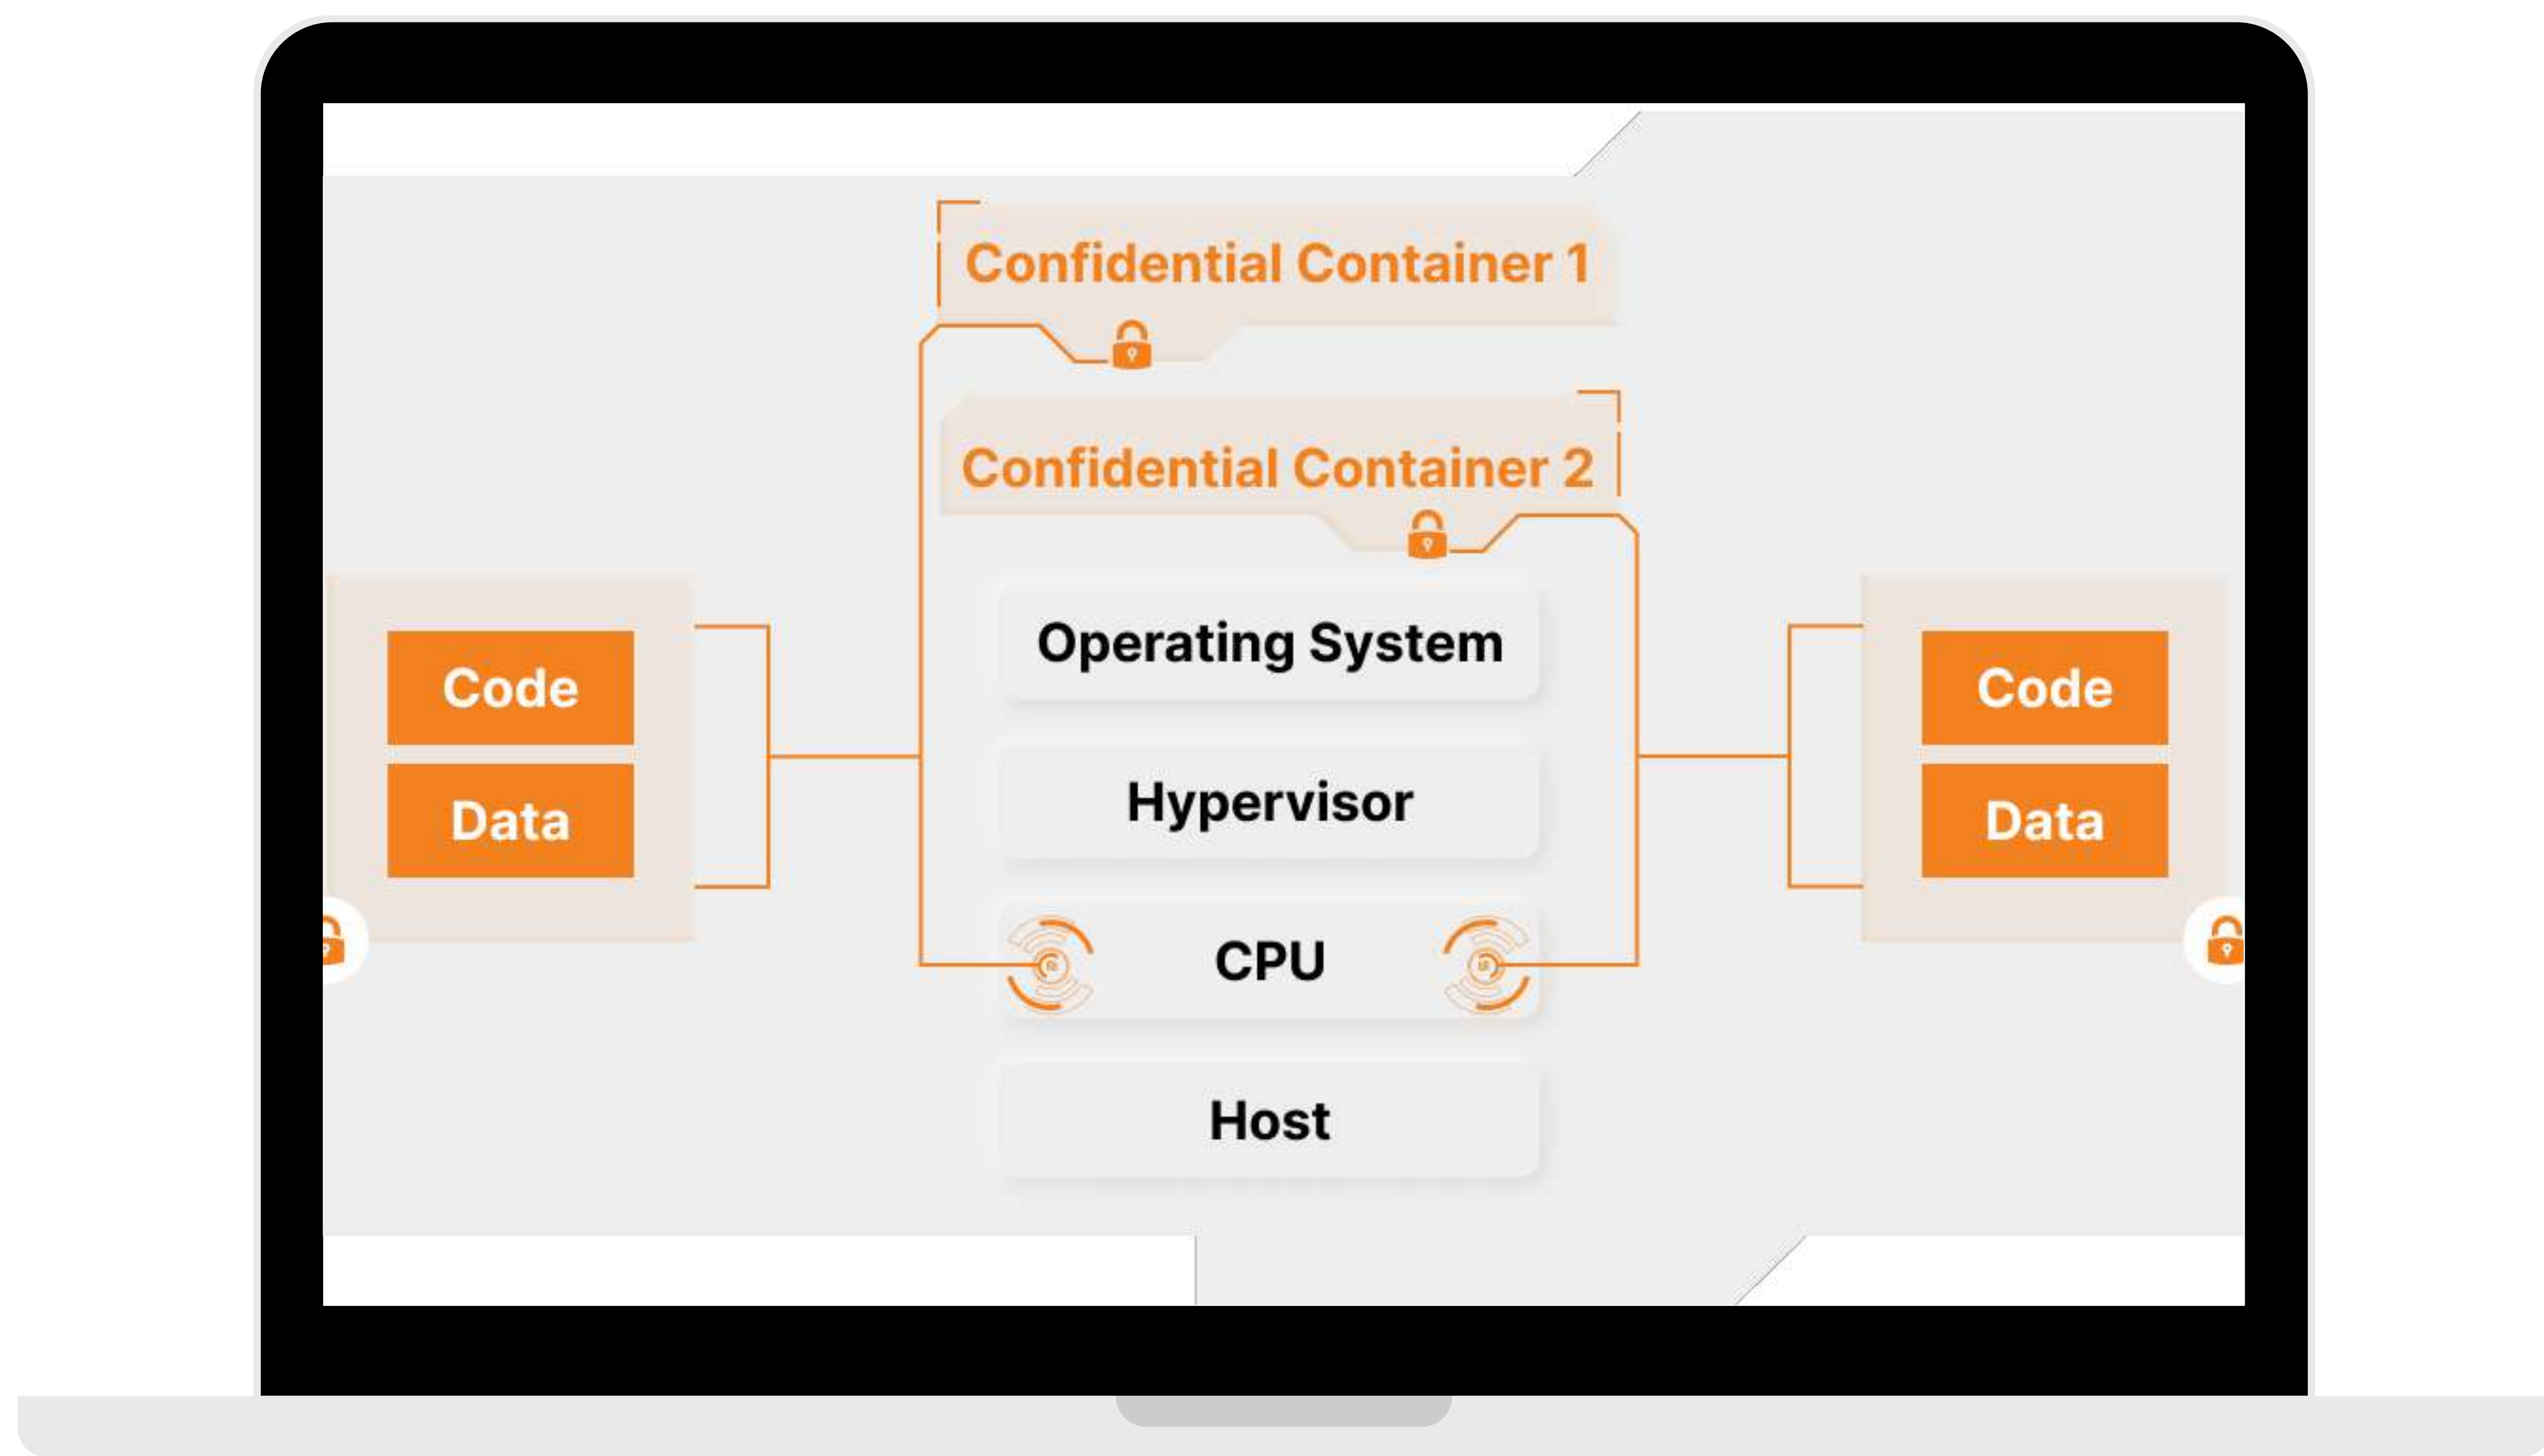 Confidential Container 1
Confidential Container 2
Operating System
Hypervisor
CPU
Host
Code
Data
Code
Data